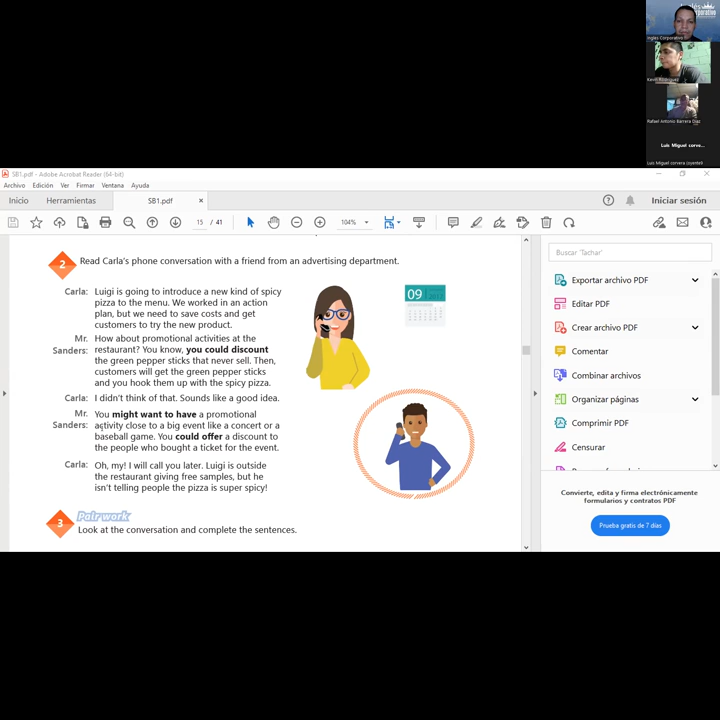 Inglés Corporativo
Kevin Rodriguez
Rafael Antonio Barrera Diaz
Luis Miguel corve...
Luis Miguel corvera (oyente)
SB1.pdf - Adobe Acrobat Reader (64-bit)
Archivo Edición Ver Firmar Ventana Ayuda
Inicio Herramientas SB1.pdf Iniciar sesión
15 / 41 104%
2 Read Carla's phone conversation with a friend from an advertising department.
Carla: Luigi is going to introduce a new kind of spicy
pizza to the menu. We worked in an action
plan, but we need to save costs and get
customers to try the new product.
Mr. How about promotional activities at the
Sanders: restaurant? You know, you could discount
the green pepper sticks that never sell. Then,
customers will get the green pepper sticks
and you hook them up with the spicy pizza.
Carla: I didn't think of that. Sounds like a good idea.
Mr. You might want to have a promotional
Sanders: activity close to a big event like a concert or a
baseball game. You could offer a discount to
the people who bought a ticket for the event.
Carla: Oh, my! I will call you later. Luigi is outside
the restaurant giving free samples, but he
isn't telling people the pizza is super spicy!
09
3 Pair work
Look at the conversation and complete the sentences.
Buscar 'Tachar'
Exportar archivo PDF
Editar PDF
Crear archivo PDF
Comentar
Combinar archivos
Organizar páginas
Comprimir PDF
Censurar
Convierte, edita y firma electrónicamente
formularios y contratos PDF
Prueba gratis de 7 días